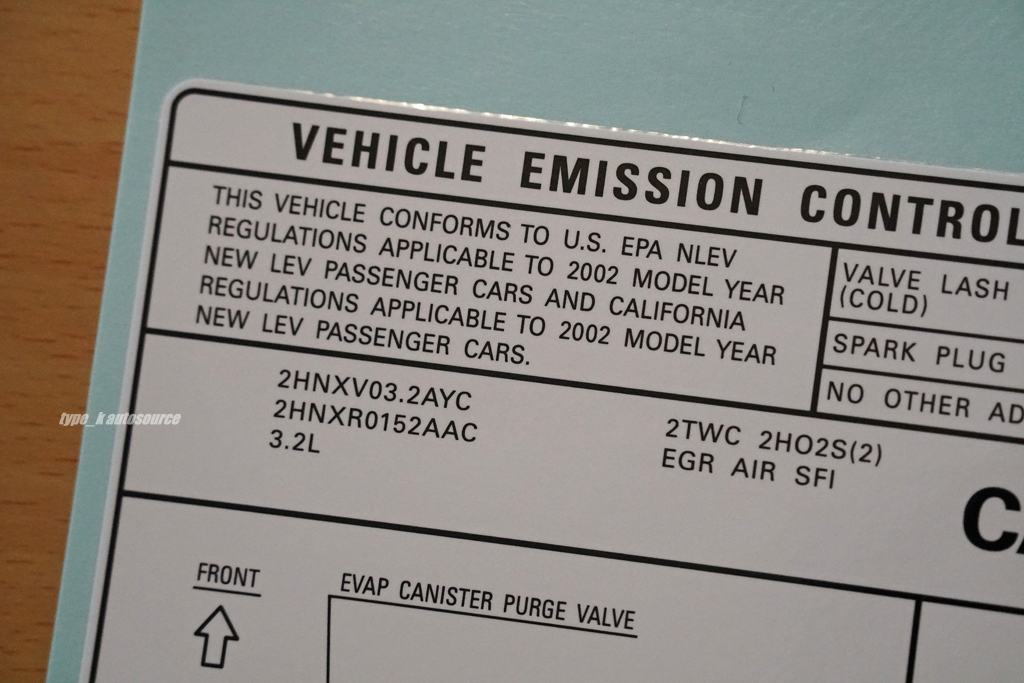 VEHICLE EMISSION CONTROL
THIS VEHICLE CONFORMS TO U.S. EPA NLEV
REGULATIONS APPLICABLE TO 2002 MODEL YEAR
NEW LEV PASSENGER CARS AND CALIFORNIA
REGULATIONS APPLICABLE TO 2002 MODEL YEAR
NEW LEV PASSENGER CARS.
VALVE LASH
(COLD)
SPARK PLUG
NO OTHER AD
2HNXV03.2AYC
2HNXR0152AAC
3.2L
2TWC 2HO2S(2)
EGR AIR SFI
type_k autosource
FRONT
EVAP CANISTER PURGE VALVE